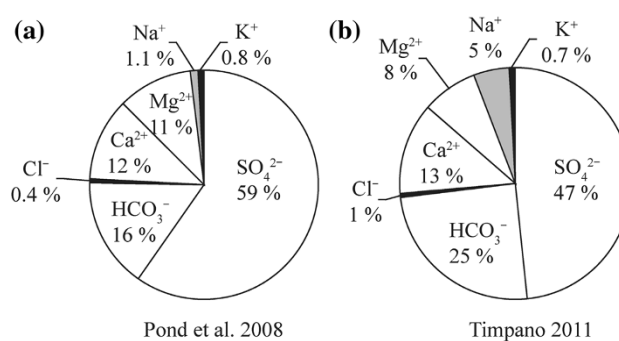 (a)
Na⁺
1.1 %
K⁺
0.8 %
Mg²⁺
11 %
Ca²⁺
12 %
Cl⁻
0.4 %
HCO₃⁻
16 %
SO₄²⁻
59 %
Pond et al. 2008
(b)
Na⁺
5 %
K⁺
0.7 %
Mg²⁺
8 %
Ca²⁺
13 %
Cl⁻
1 %
HCO₃⁻
25 %
SO₄²⁻
47 %
Timpano 2011